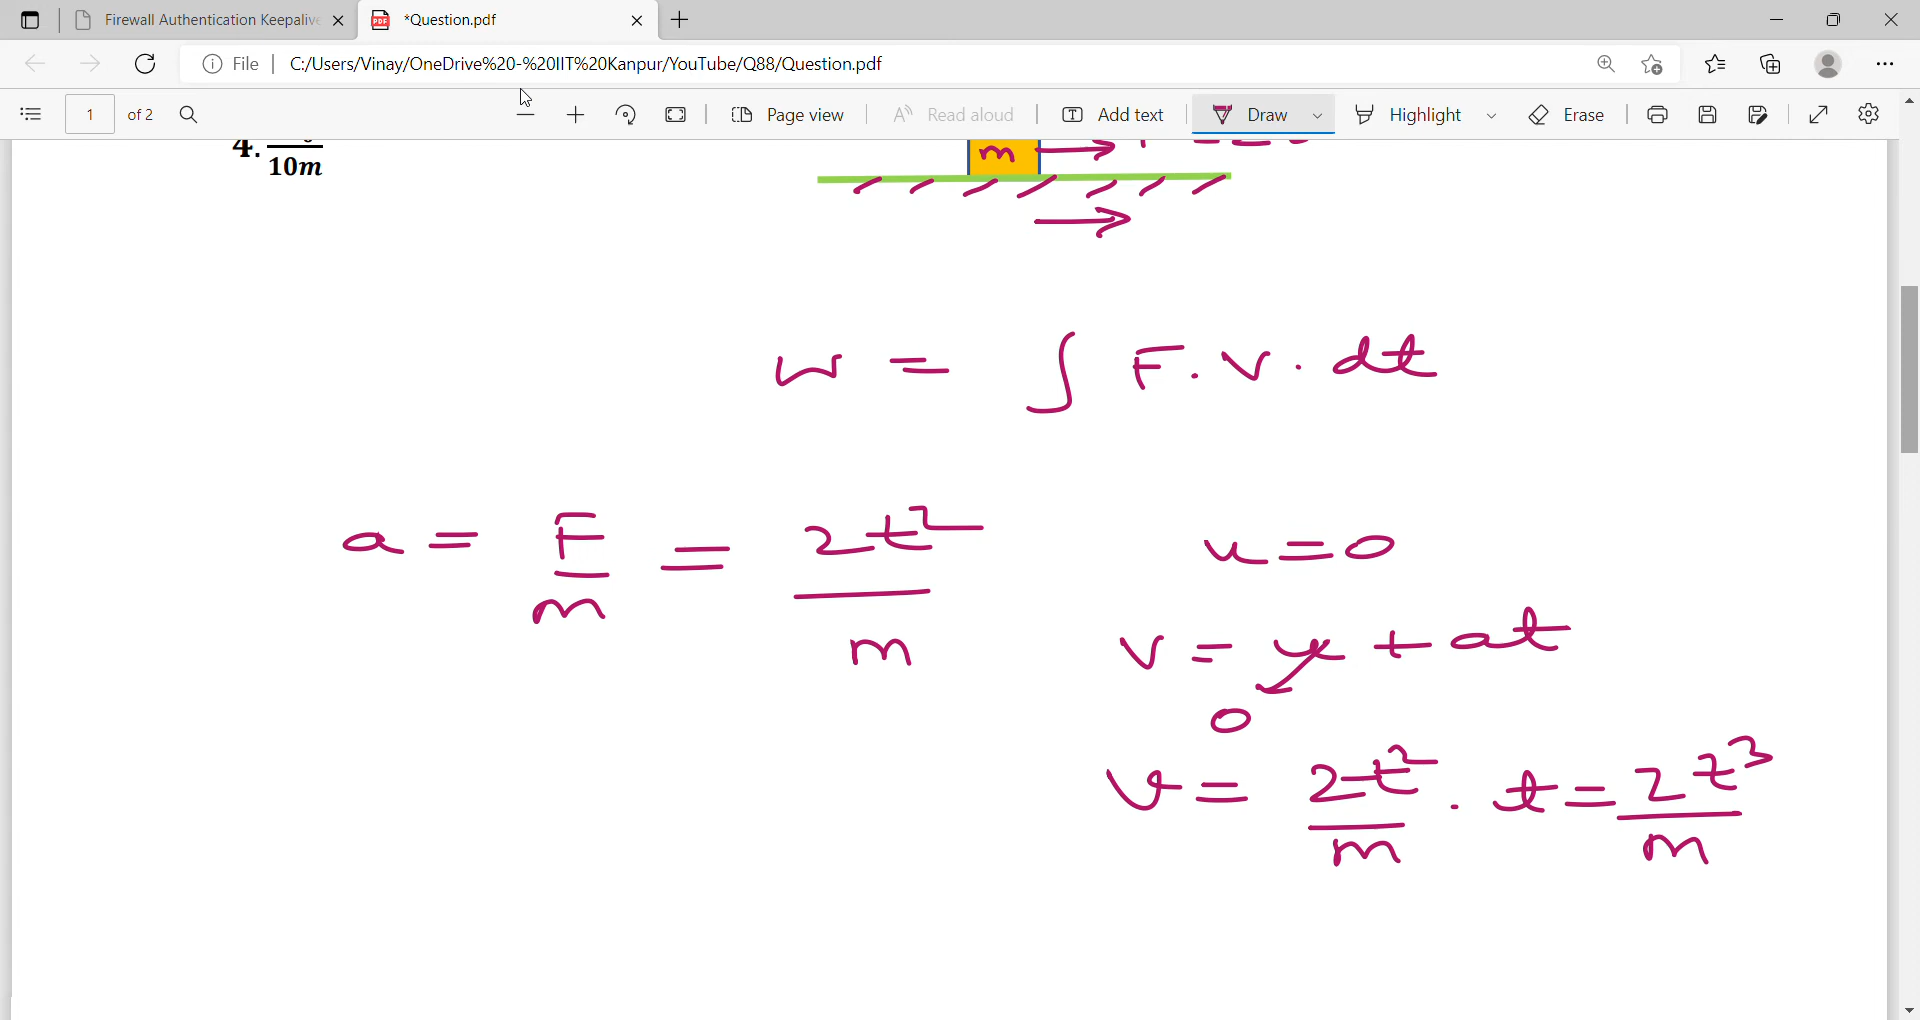 Firewall Authentication Keepaliv
*Question.pdf
File
C:/Users/Vinay/OneDrive%20-%20IIT%20Kanpur/YouTube/Q88/Question.pdf
1 of 2
Page view
Read aloud
Add text
Draw
Highlight
Erase
4.
10m
m
W = ∫ F . v . dt
a = F/m = 2t²/m
u = 0
v = u + at
0
v = 2t²/m . t = 2t³/m